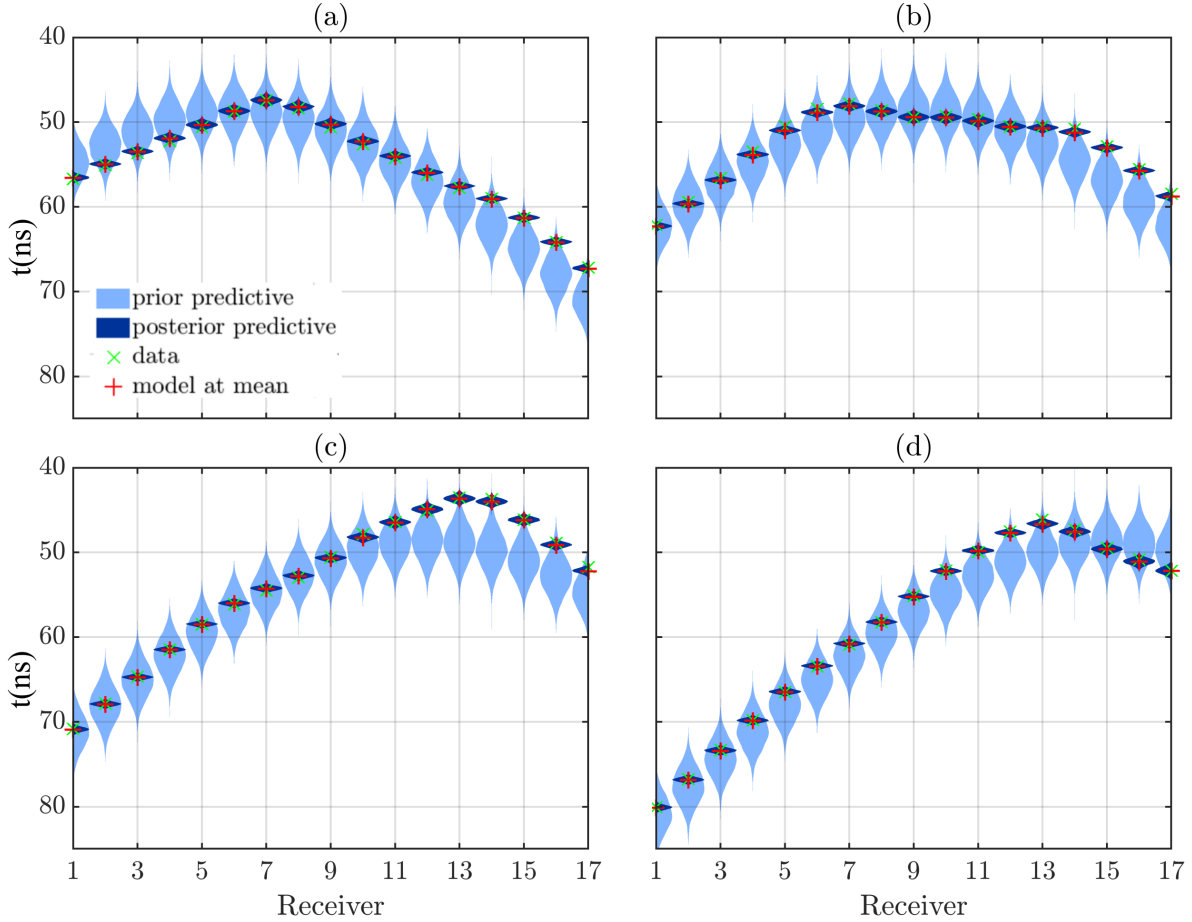 (a)
(b)
40
50
60
70
80
t(ns)
prior predictive
posterior predictive
data
model at mean
(c)
(d)
40
50
60
70
80
t(ns)
1 3 5 7 9 11 13 15 17
1 3 5 7 9 11 13 15 17
Receiver
Receiver